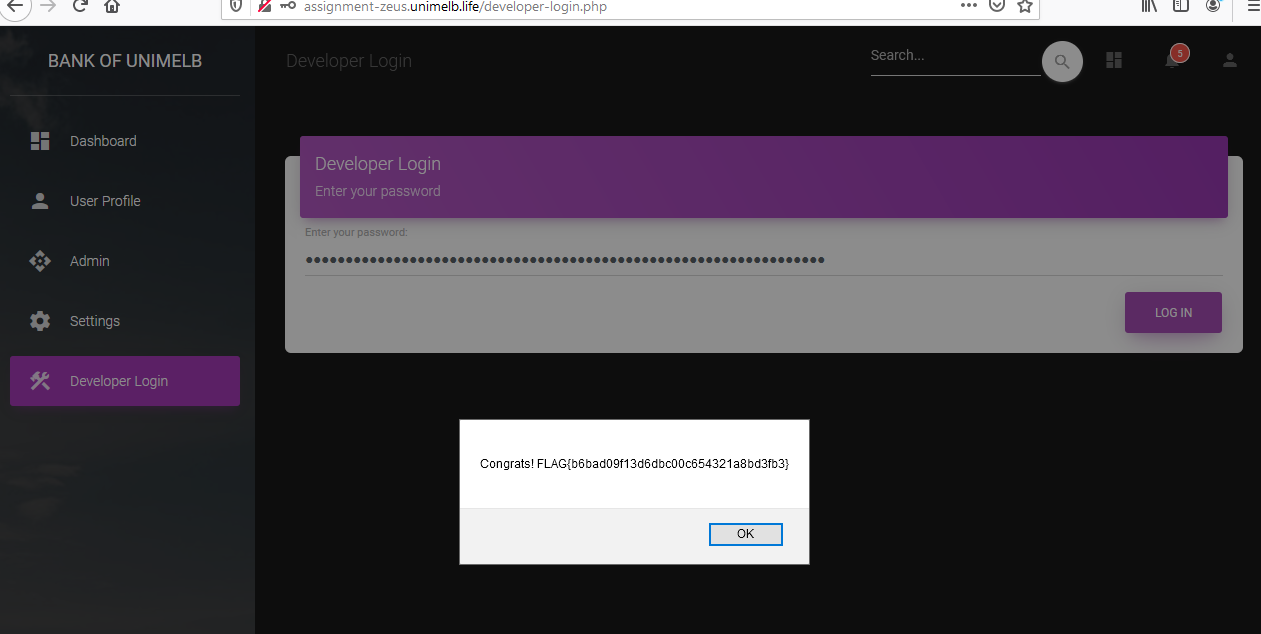 assignment-zeus.unimelb.life/developer-login.php
BANK OF UNIMELB
Developer Login
Search...
5
Dashboard
User Profile
Admin
Settings
Developer Login
Developer Login
Enter your password
Enter your password:
LOG IN
Congrats! FLAG{b6bad09f13d6dbc00c654321a8bd3fb3}
OK